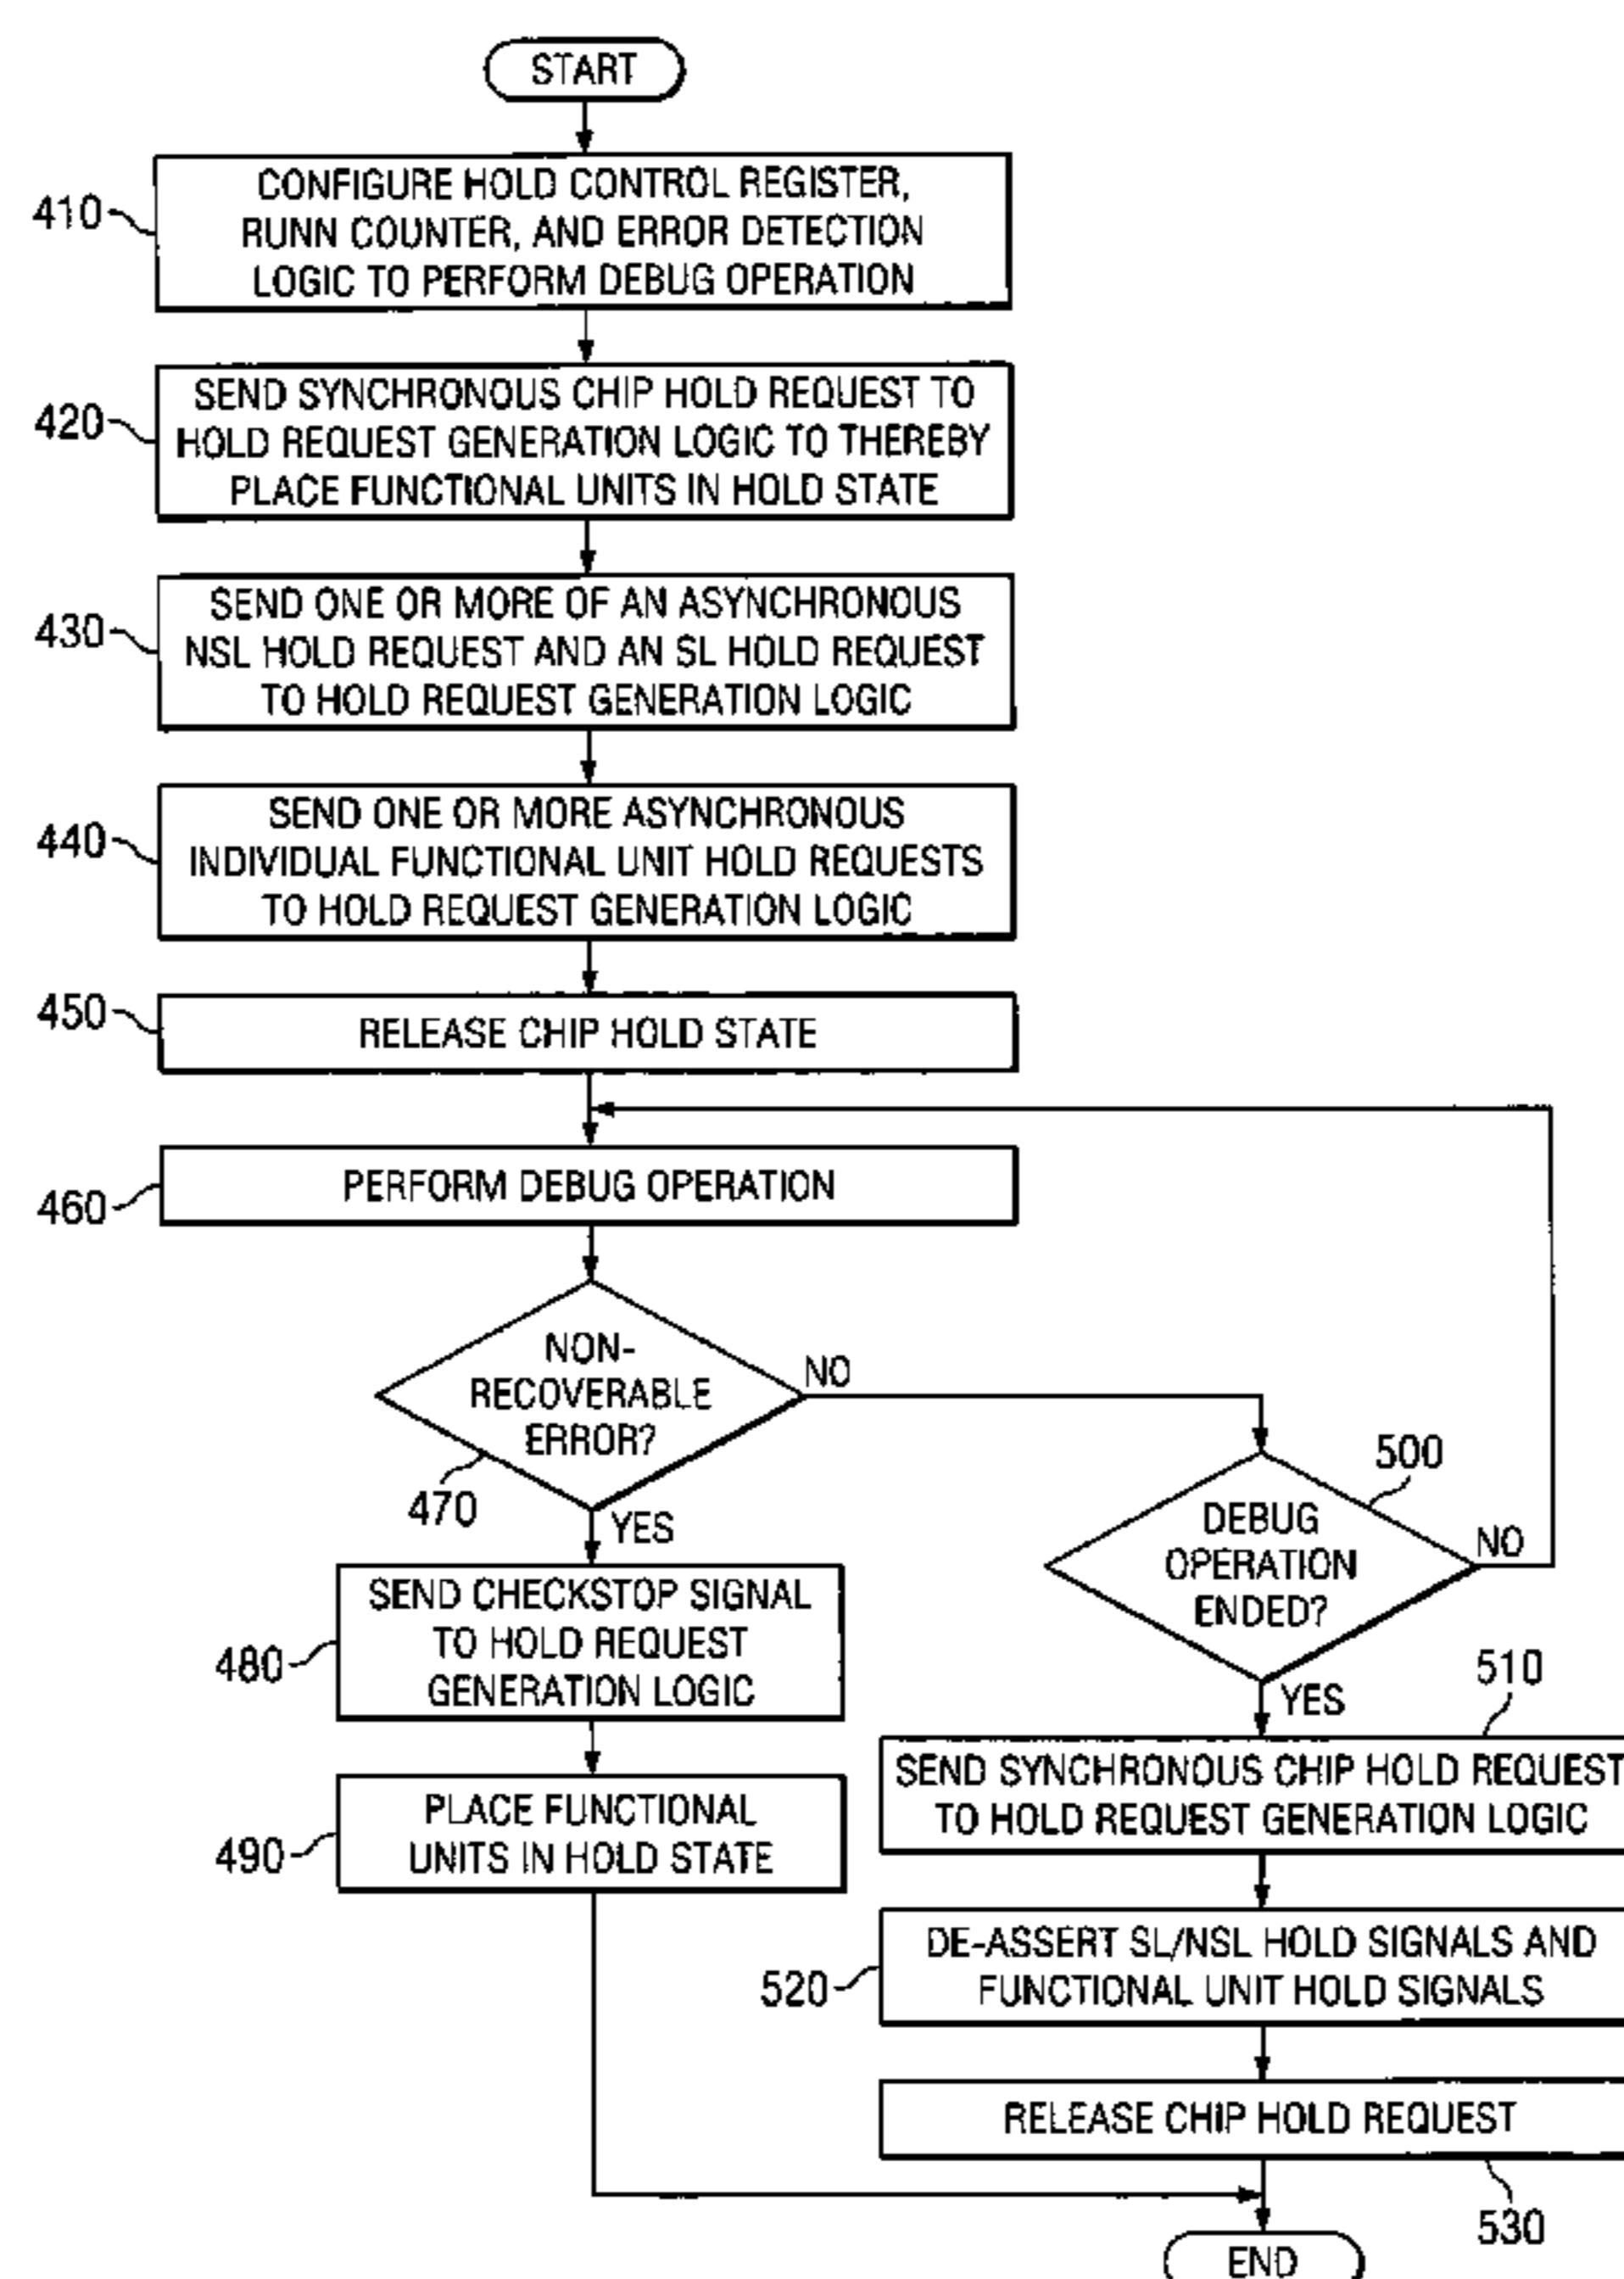 START
410
CONFIGURE HOLD CONTROL REGISTER,
RUNN COUNTER, AND ERROR DETECTION
LOGIC TO PERFORM DEBUG OPERATION
420
SEND SYNCHRONOUS CHIP HOLD REQUEST TO
HOLD REQUEST GENERATION LOGIC TO THEREBY
PLACE FUNCTIONAL UNITS IN HOLD STATE
430
SEND ONE OR MORE OF AN ASYNCHRONOUS
NSL HOLD REQUEST AND AN SL HOLD REQUEST
TO HOLD REQUEST GENERATION LOGIC
440
SEND ONE OR MORE ASYNCHRONOUS
INDIVIDUAL FUNCTIONAL UNIT HOLD REQUESTS
TO HOLD REQUEST GENERATION LOGIC
450
RELEASE CHIP HOLD STATE
460
PERFORM DEBUG OPERATION
NON-
RECOVERABLE
ERROR?
NO
470
YES
480
SEND CHECKSTOP SIGNAL
TO HOLD REQUEST
GENERATION LOGIC
490
PLACE FUNCTIONAL
UNITS IN HOLD STATE
500
DEBUG
OPERATION
ENDED?
NO
YES
510
SEND SYNCHRONOUS CHIP HOLD REQUEST
TO HOLD REQUEST GENERATION LOGIC
520
DE-ASSERT SL/NSL HOLD SIGNALS AND
FUNCTIONAL UNIT HOLD SIGNALS
RELEASE CHIP HOLD REQUEST
530
END